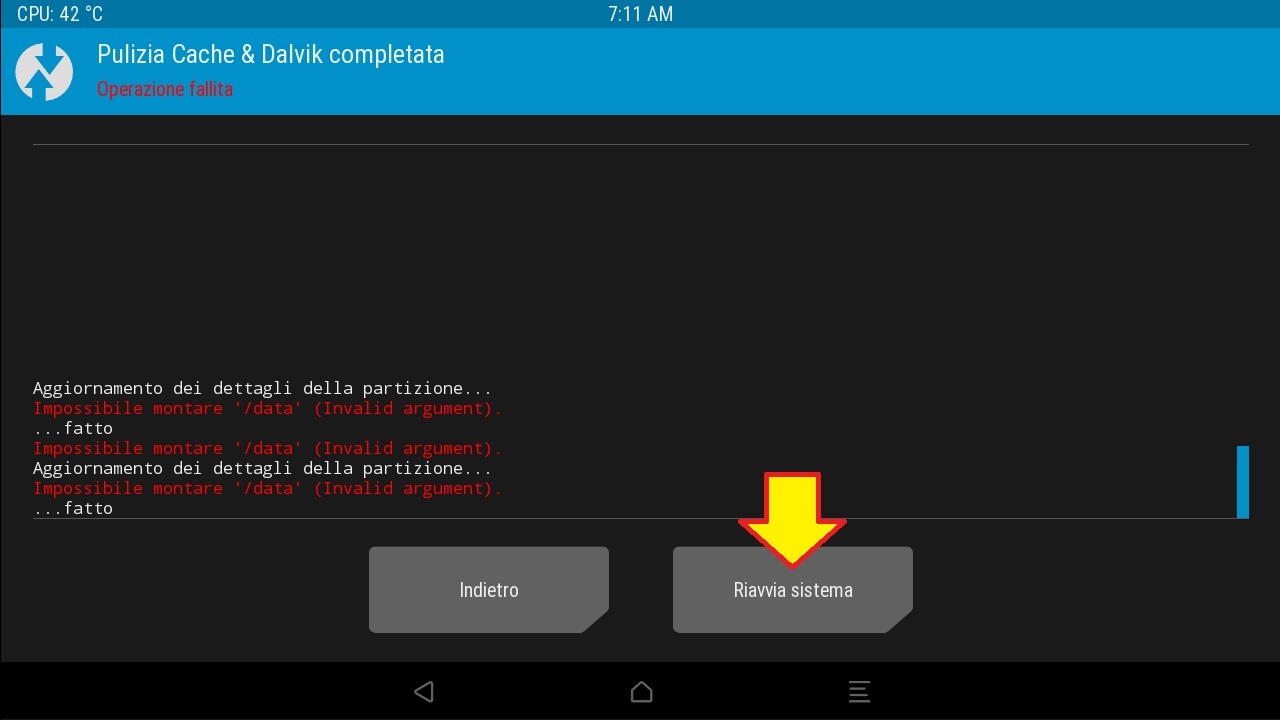 CPU: 42 °C
7:11 AM
Pulizia Cache & Dalvik completata
Operazione fallita
Aggiornamento dei dettagli della partizione...
Impossibile montare '/data' (Invalid argument).
...fatto
Impossibile montare '/data' (Invalid argument).
Aggiornamento dei dettagli della partizione...
Impossibile montare '/data' (Invalid argument).
...fatto
Indietro
Riavvia sistema